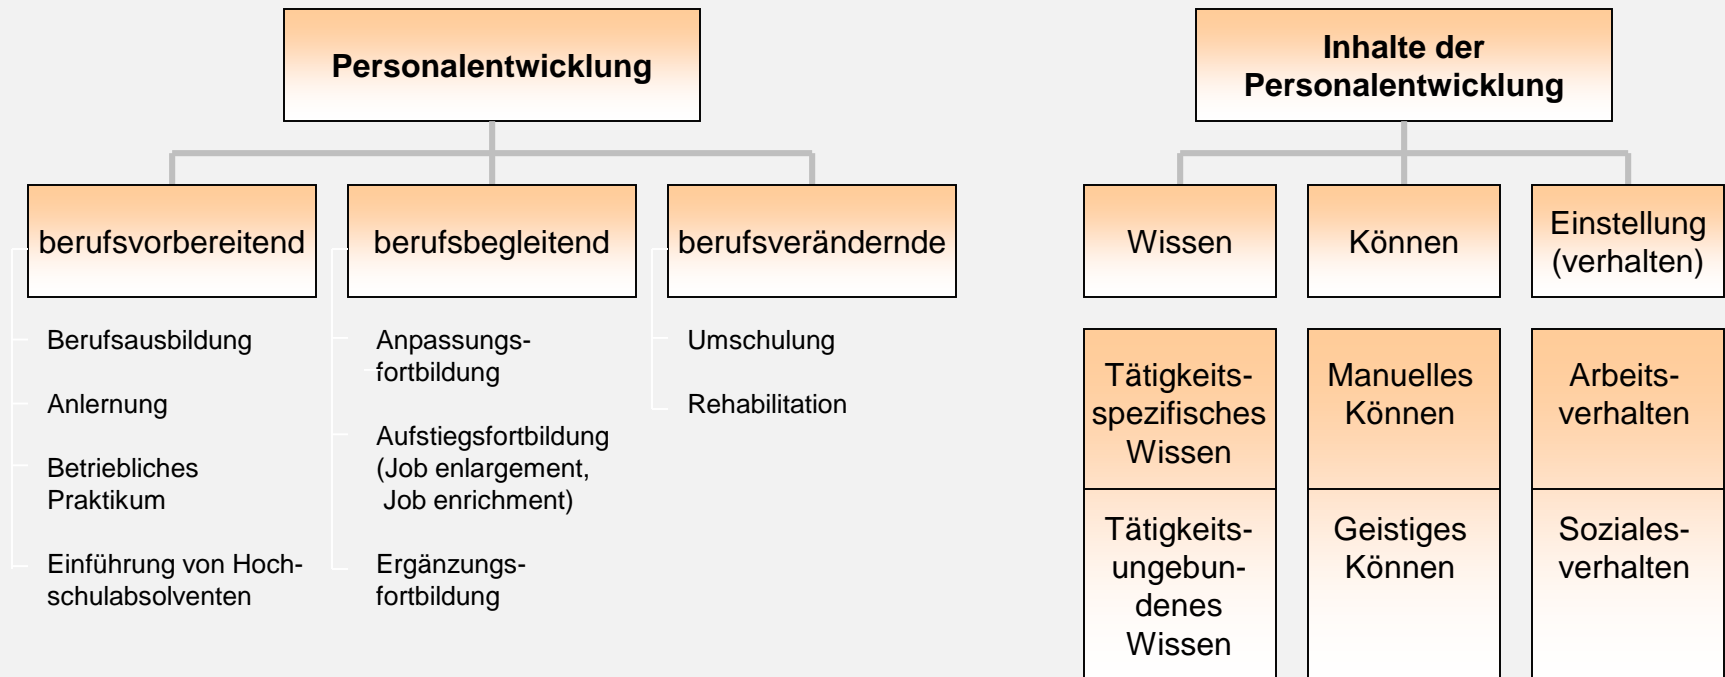 Personalentwicklung
berufsvorbereitend
Berufsausbildung
Anlernung
Betriebliches
Praktikum
Einführung von Hoch-
schulabsolventen
berufsbegleitend
Anpassungs-
fortbildung
Aufstiegsfortbildung
(Job enlargement,
Job enrichment)
Ergänzungs-
fortbildung
berufsverändernde
Umschulung
Rehabilitation
Inhalte der
Personalentwicklung
Wissen
Tätigkeits-
spezifisches
Wissen
Tätigkeits-
ungebun-
denes
Wissen
Können
Manuelles
Können
Geistiges
Können
Einstellung
(verhalten)
Arbeits-
verhalten
Soziales-
verhalten